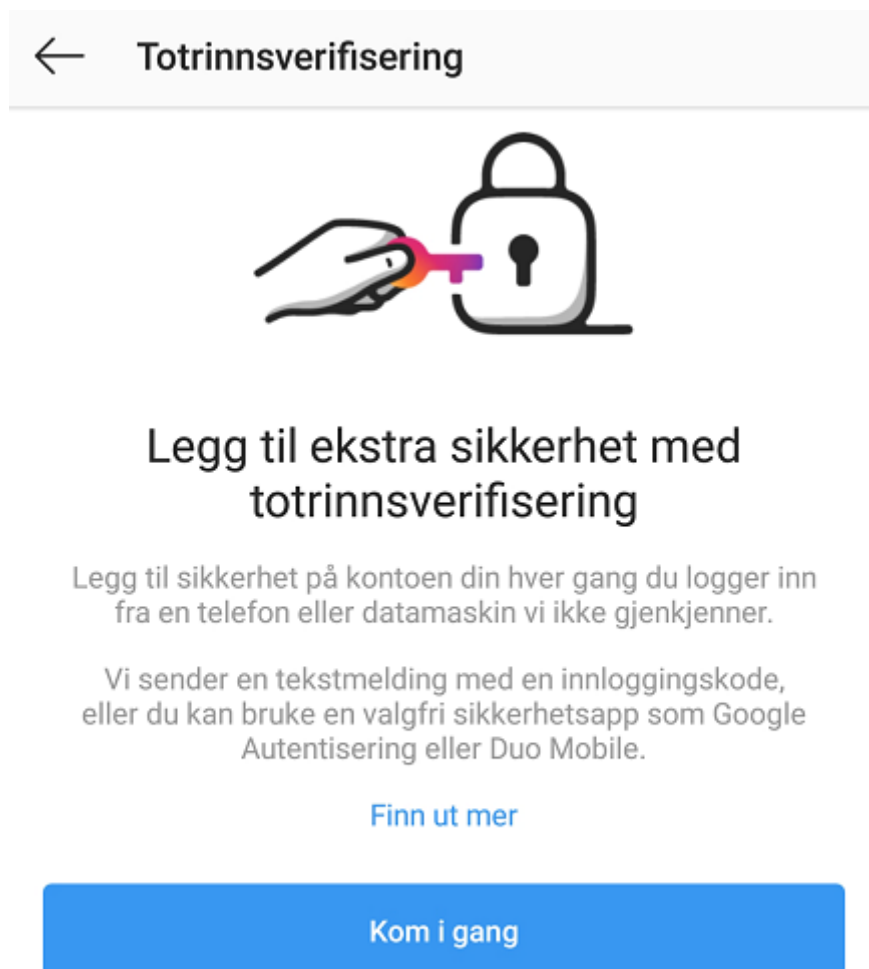 Totrinnsverifisering
Legg til ekstra sikkerhet med
totrinnsverifisering
Legg til sikkerhet på kontoen din hver gang du logger inn
fra en telefon eller datamaskin vi ikke gjenkjenner.
Vi sender en tekstmelding med en innloggingskode,
eller du kan bruke en valgfri sikkerhetsapp som Google
Autentisering eller Duo Mobile.
Finn ut mer
Kom i gang